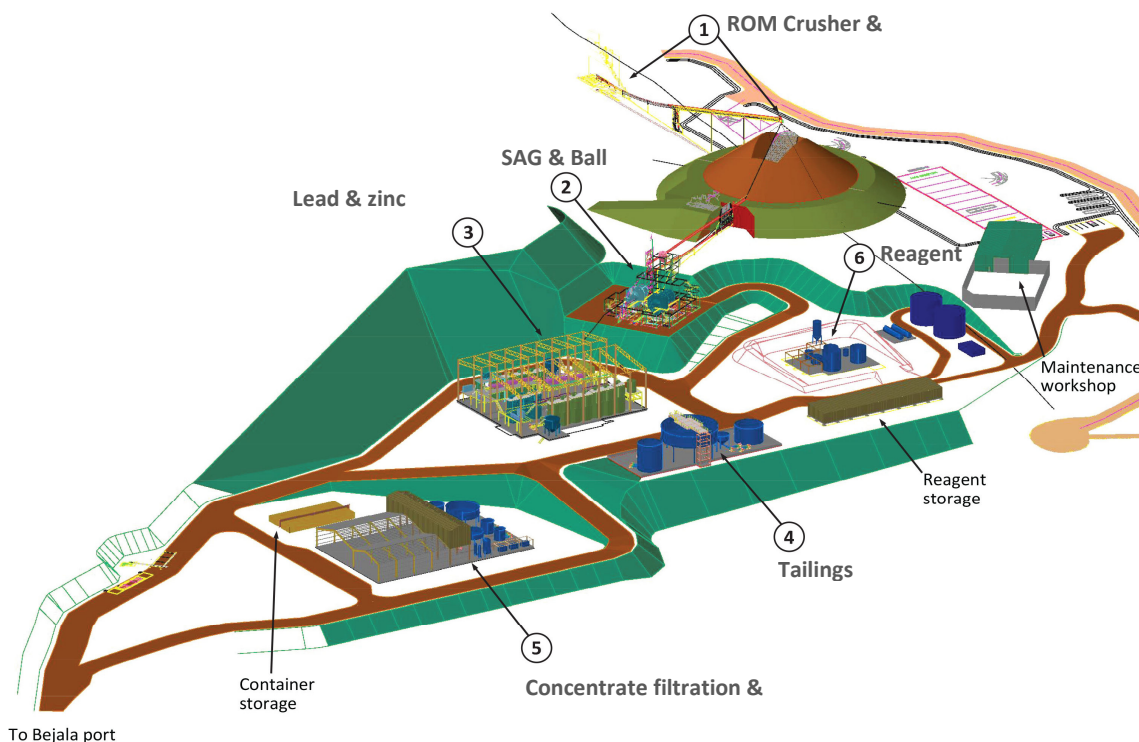 1
ROM Crusher &
SAG & Ball
2
Lead & zinc
3
6
Reagent
Maintenance
workshop
Reagent
storage
4
Tailings
5
Container
storage
Concentrate filtration &
To Bejala port